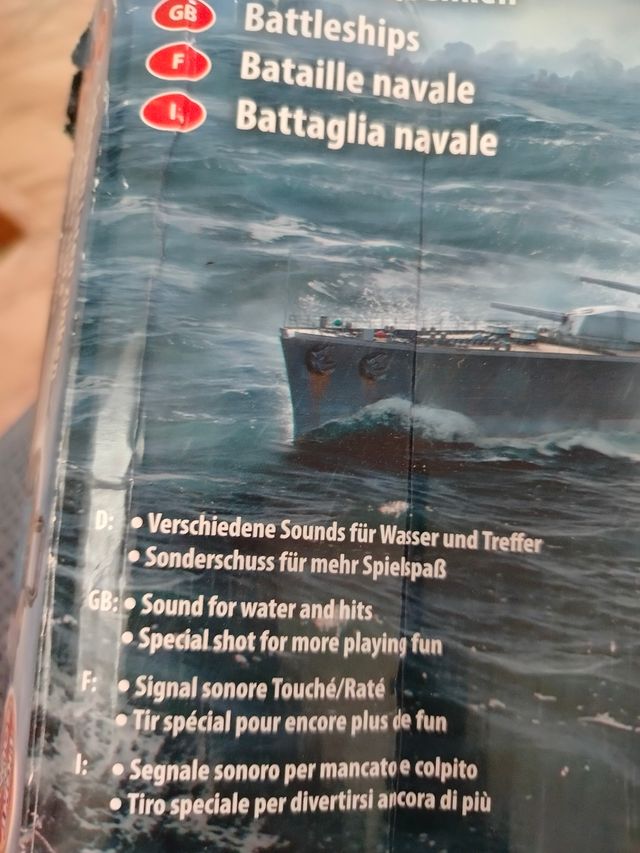 GB Battleships
F Bataille navale
I Battaglia navale
D: • Verschiedene Sounds für Wasser und Treffer
• Sonderschuss für mehr Spielspaß
GB: • Sound for water and hits
• Special shot for more playing fun
F: • Signal sonore Touché/Raté
• Tir spécial pour encore plus de fun
I: • Segnale sonoro per mancato e colpito
• Tiro speciale per divertirsi ancora di più